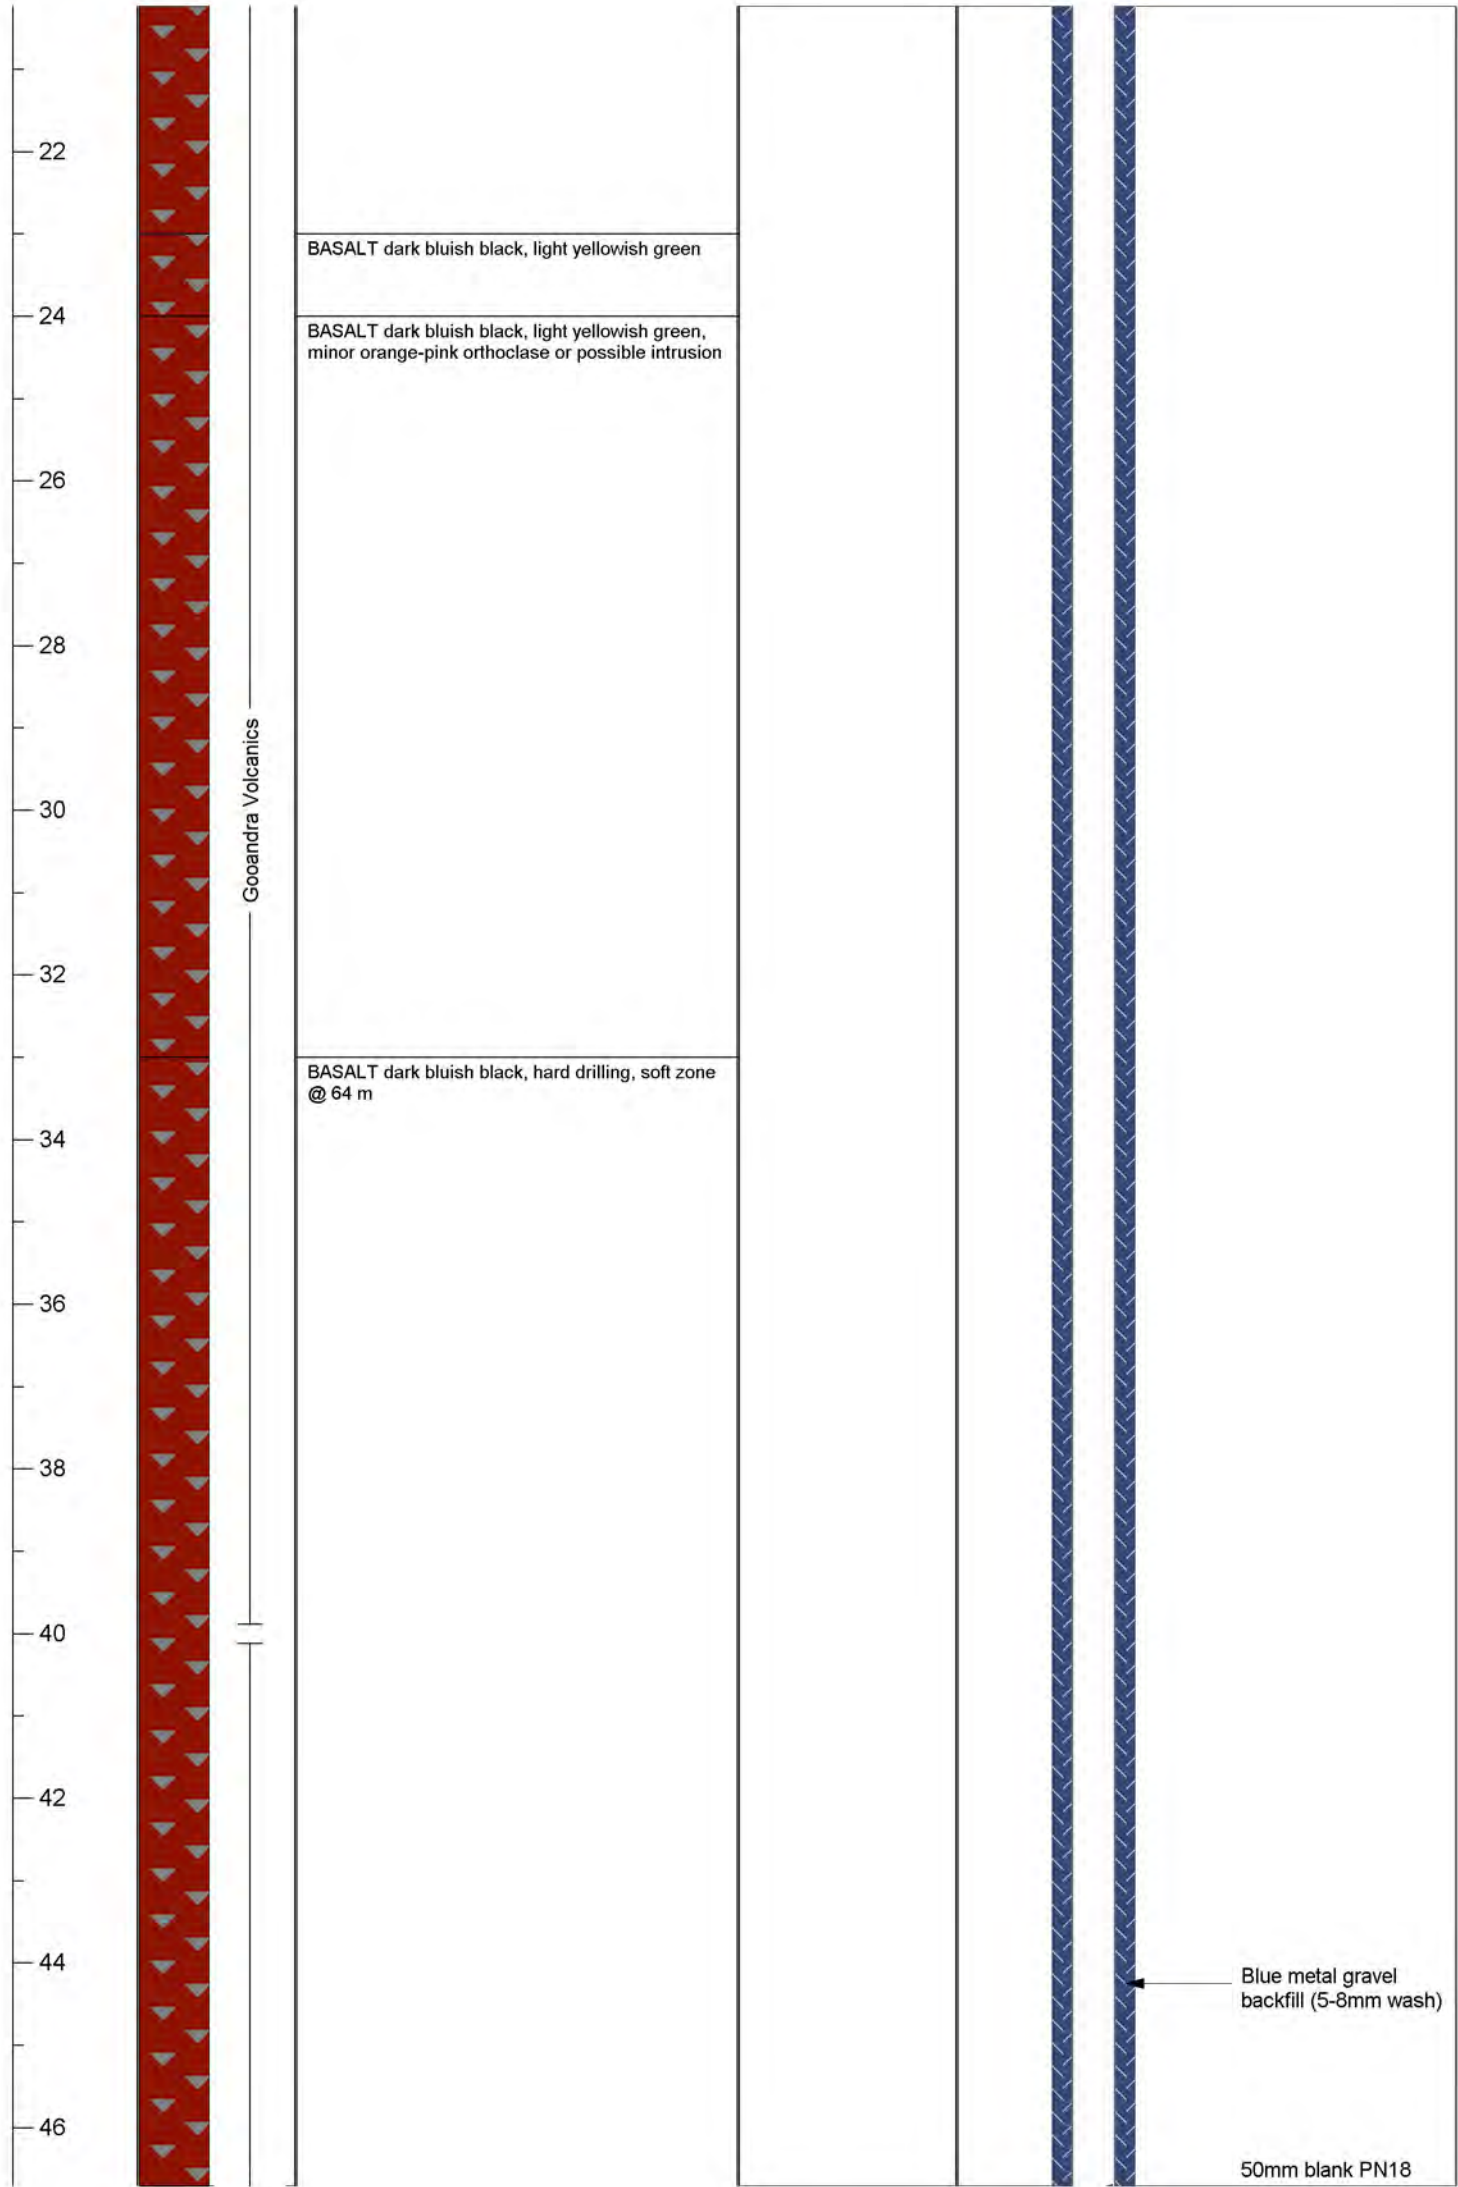 22
BASALT dark bluish black, light yellowish green
24
BASALT dark bluish black, light yellowish green,
minor orange-pink orthoclase or possible intrusion
26
28
Gooandra Volcanics
30
32
BASALT dark bluish black, hard drilling, soft zone
@ 64 m
34
36
38
40
42
44
Blue metal gravel
backfill (5-8mm wash)
46
50mm blank PN18